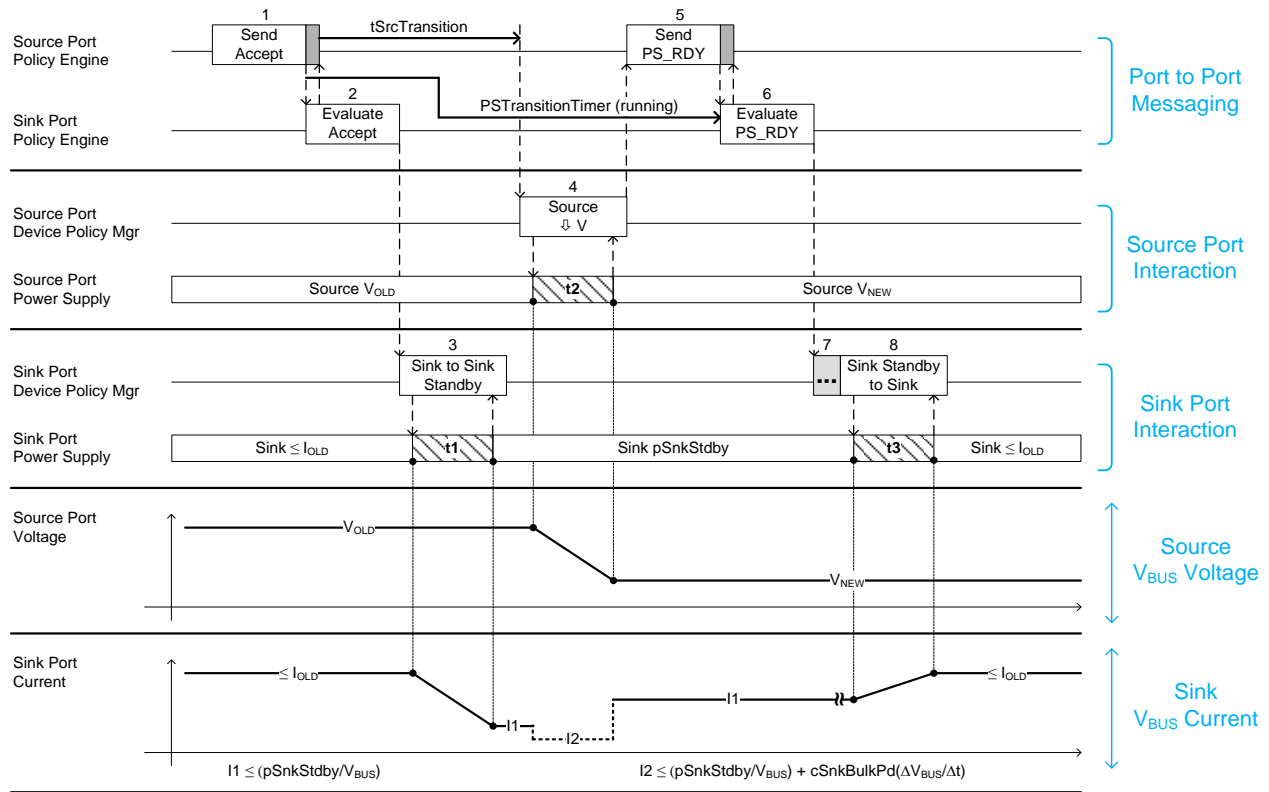 1
5
Source Port
Policy Engine
Send
Accept
tSrcTransition
Send
PS_RDY
Port to Port
Messaging
2
6
Sink Port
Policy Engine
Evaluate
Accept
PSTransitionTimer (running)
Evaluate
PS_RDY
4
Source Port
Device Policy Mgr
Source
⇩ V
Source Port
Interaction
Source Port
Power Supply
Source VOLD
t2
Source VNEW
3
7
8
Sink Port
Device Policy Mgr
Sink to Sink
Standby
...
Sink Standby
to Sink
Sink Port
Interaction
Sink Port
Power Supply
Sink ≤ IOLD
t1
Sink pSnkStdby
t3
Sink ≤ IOLD
Source Port
Voltage
VOLD
VNEW
Source
VBUS Voltage
Sink Port
Current
≤ IOLD
I1
I2
I1
≤ IOLD
Sink
VBUS Current
I1 ≤ (pSnkStdby/VBUS)
I2 ≤ (pSnkStdby/VBUS) + cSnkBulkPd(ΔVBUS/Δt)